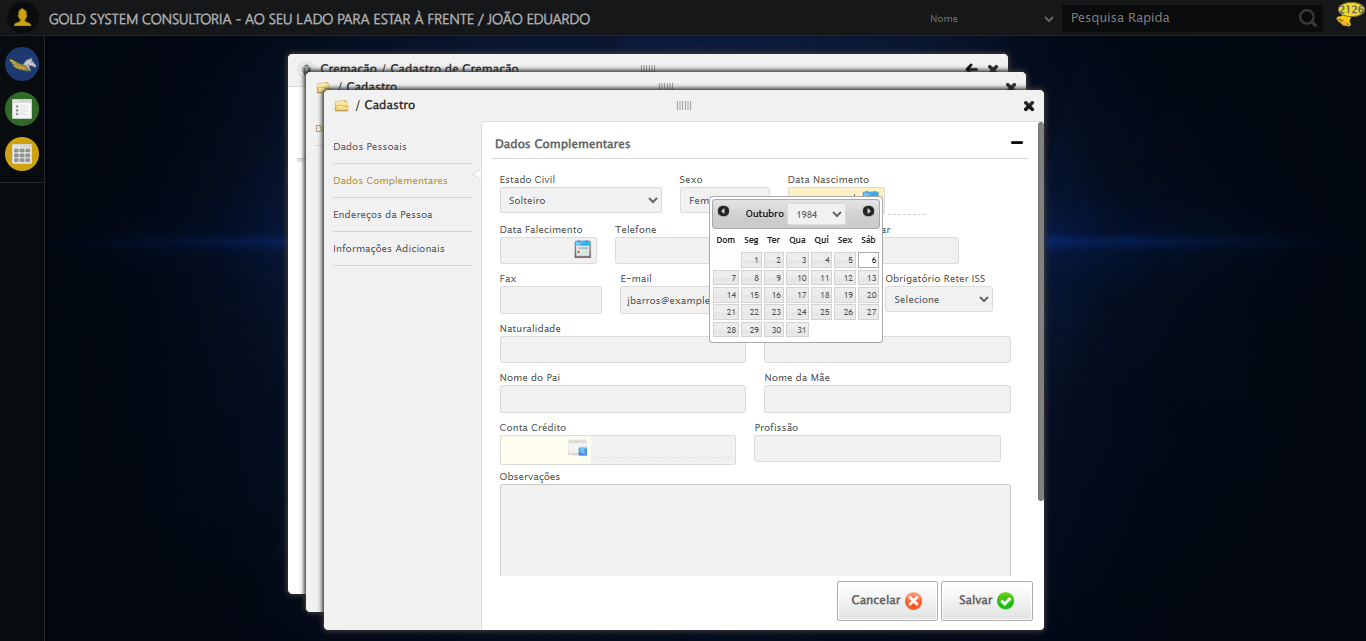 GOLD SYSTEM CONSULTORIA - AO SEU LADO PARA ESTAR À FRENTE / JOÃO EDUARDO
Nome
Pesquisa Rapida
2126
Cremação / Cadastro de Cremação
/ Cadastro
D
/ Cadastro
Dados Pessoais
Dados Complementares
Endereços da Pessoa
Informações Adicionais
Dados Complementares
Estado Civil
Sexo
Data Nascimento
Solteiro
Fem
Outubro
1984
Dom Seg Ter Qua Qui Sex Sáb
1 2 3 4 5 6
7 8 9 10 11 12 13
14 15 16 17 18 19 20
21 22 23 24 25 26 27
28 29 30 31
Data Falecimento
Telefone
ar
Fax
E-mail
Obrigatório Reter ISS
jbarros@example
Selecione
Naturalidade
Nome do Pai
Nome da Mãe
Conta Crédito
Profissão
Observações
Cancelar
Salvar